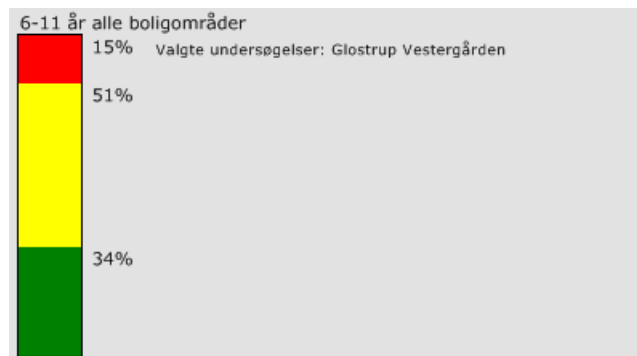 6-11 år alle boligområder
15% Valgte undersøgelser: Glostrup Vestergården
51%
34%